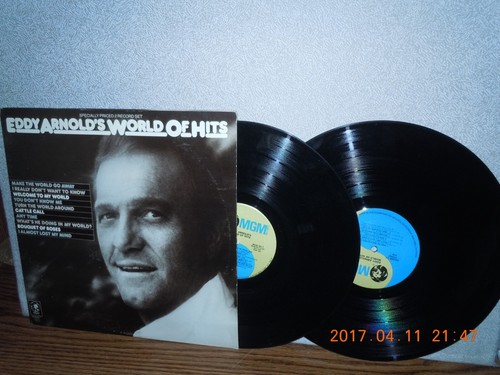 SPECIALLY PRICED 2 RECORD SET
EDDY ARNOLD'S WORLD OF HITS
MAKE THE WORLD GO AWAY
I REALLY DON'T WANT TO KNOW
WELCOME TO MY WORLD
YOU DON'T KNOW ME
TURN THE WORLD AROUND
CATTLE CALL
ANY TIME
WHAT'S HE DOING IN MY WORLD?
BOUQUET OF ROSES
I ALMOST LOST MY MIND
MGM
2017.04.11 21:47